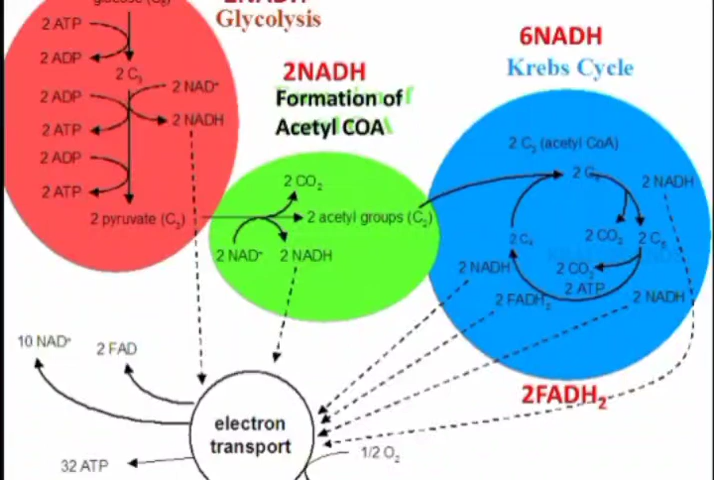 2NADH
Glycolysis
2 ATP
2 ADP
2 C₃
2 ADP
2 NAD⁺
2 ATP
2 NADH
2 ADP
2 ATP
2 pyruvate (C₃)
2NADH
Formation of
Acetyl COA
2 CO₂
2 acetyl groups (C₂)
2 NAD⁺
2 NADH
6NADH
Krebs Cycle
2 C₂ (acetyl CoA)
2 NADH
2 CO₂
2 C₅
2 CO₂
2 ATP
2 C₄
2 NADH
2 FADH₂
2 NADH
2FADH₂
10 NAD⁺
2 FAD
electron
transport
32 ATP
1/2 O₂